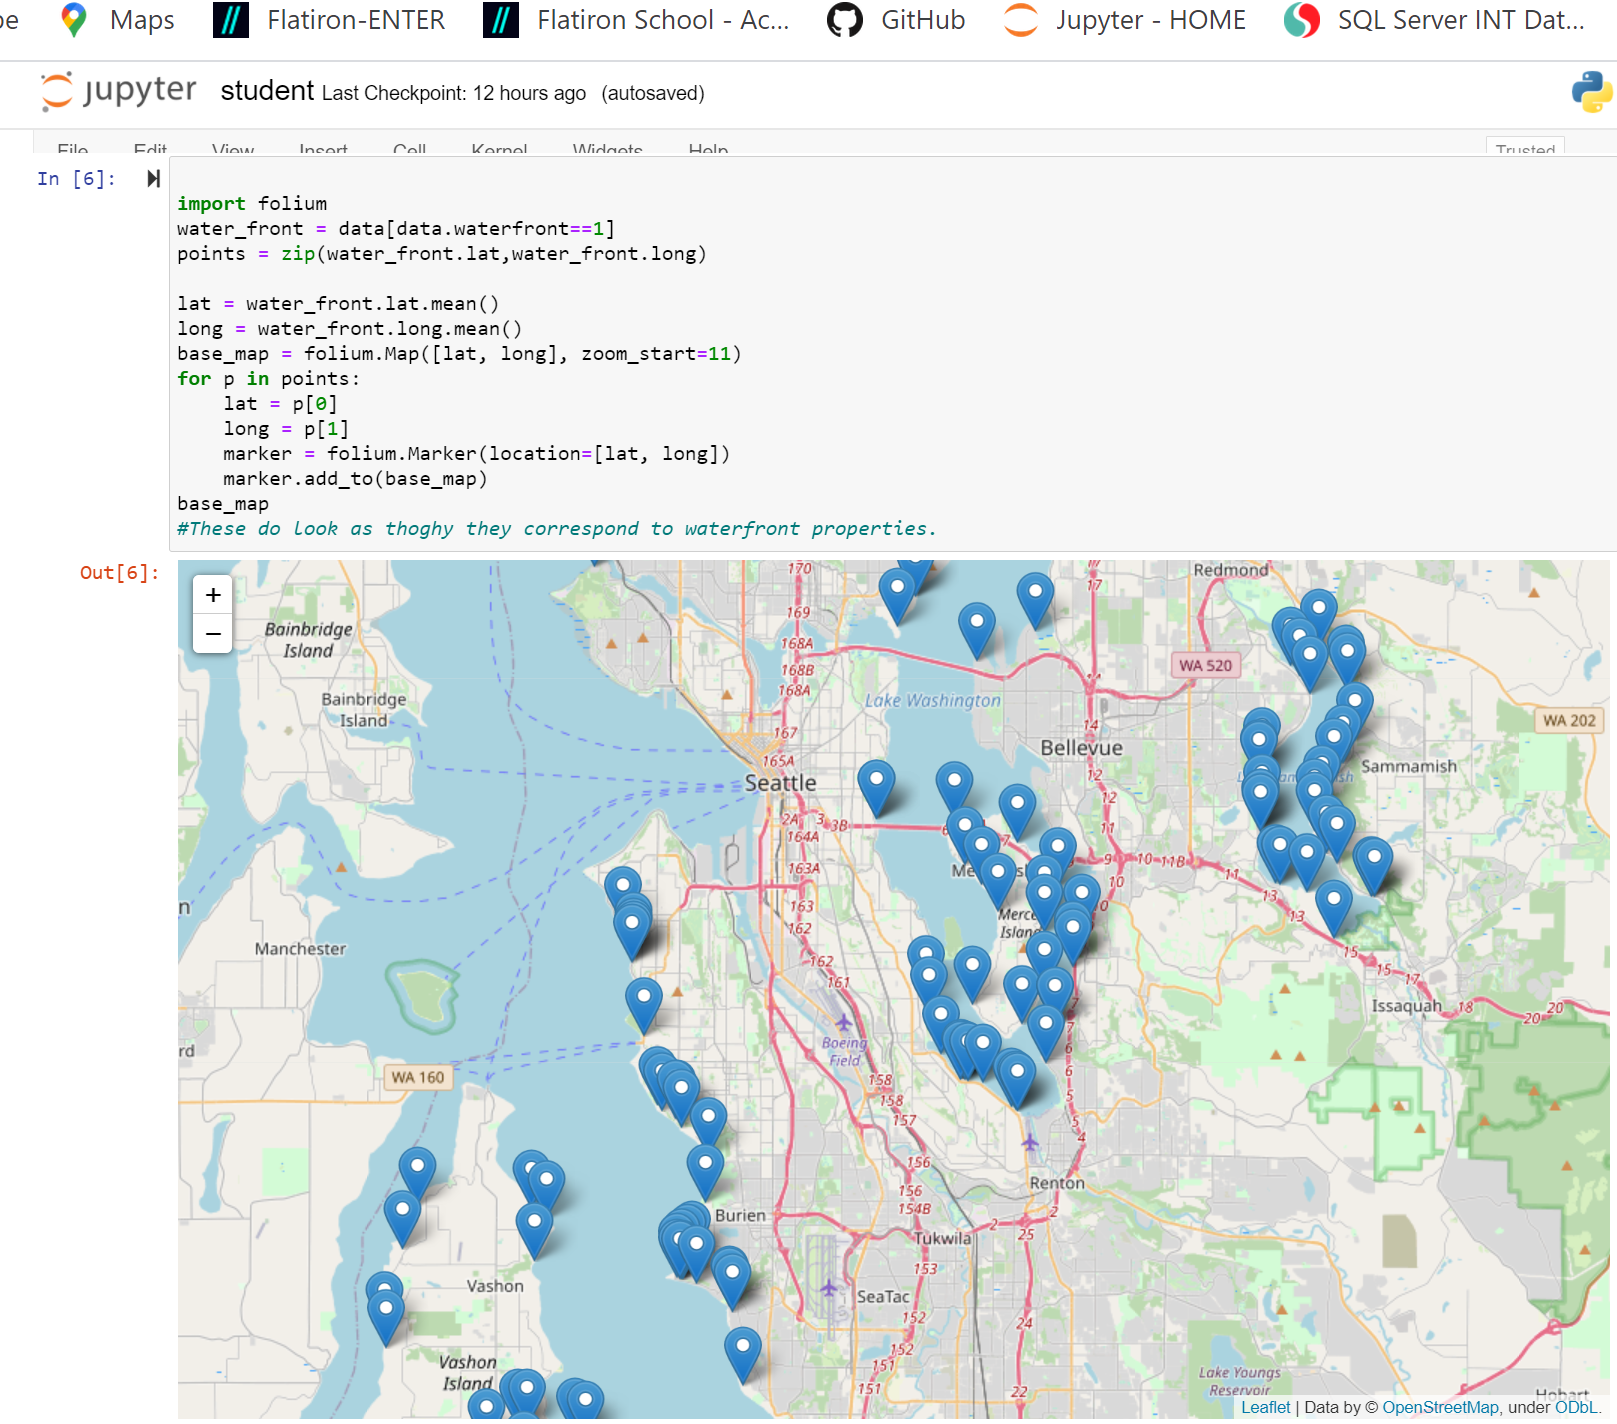 Maps Flatiron-ENTER Flatiron School - Ac... GitHub Jupyter - HOME SQL Server INT Dat...
jupyter student Last Checkpoint: 12 hours ago (autosaved)
File Edit View Insert Cell Kernel Widgets Help Trusted
In [6]:
import folium
water_front = data[data.waterfront==1]
points = zip(water_front.lat,water_front.long)
lat = water_front.lat.mean()
long = water_front.long.mean()
base_map = folium.Map([lat, long], zoom_start=11)
for p in points:
    lat = p[0]
    long = p[1]
    marker = folium.Marker(location=[lat, long])
    marker.add_to(base_map)
base_map
#These do look as thoghy they correspond to waterfront properties.
Out[6]:
+
−
170
17
Redmond
169
Bainbridge
Island
168A
168B
168A
WA 520
Bainbridge
Island
Lake Washington
WA 202
167
14
Bellevue
165A
Sammamish
12
Seattle
12
2A 3 3B
164A
11
7
9 10 11B
163A
10
11
163
13
13
Merce
Island
162
Manchester
162
15 15 17
161
Issaquah 18 20
20
7
Boeing
Field
7
6
rd
WA 160
158
6
158
5
157
5
4
156
Renton
156
154B
Burien
2 2
Tukwila 25
153
Vashon
SeaTac
152
24
152
151
Vashon
Island
151
22
Lake Youngs
Reservoir
Hobart
Leaflet | Data by © OpenStreetMap, under ODbL.